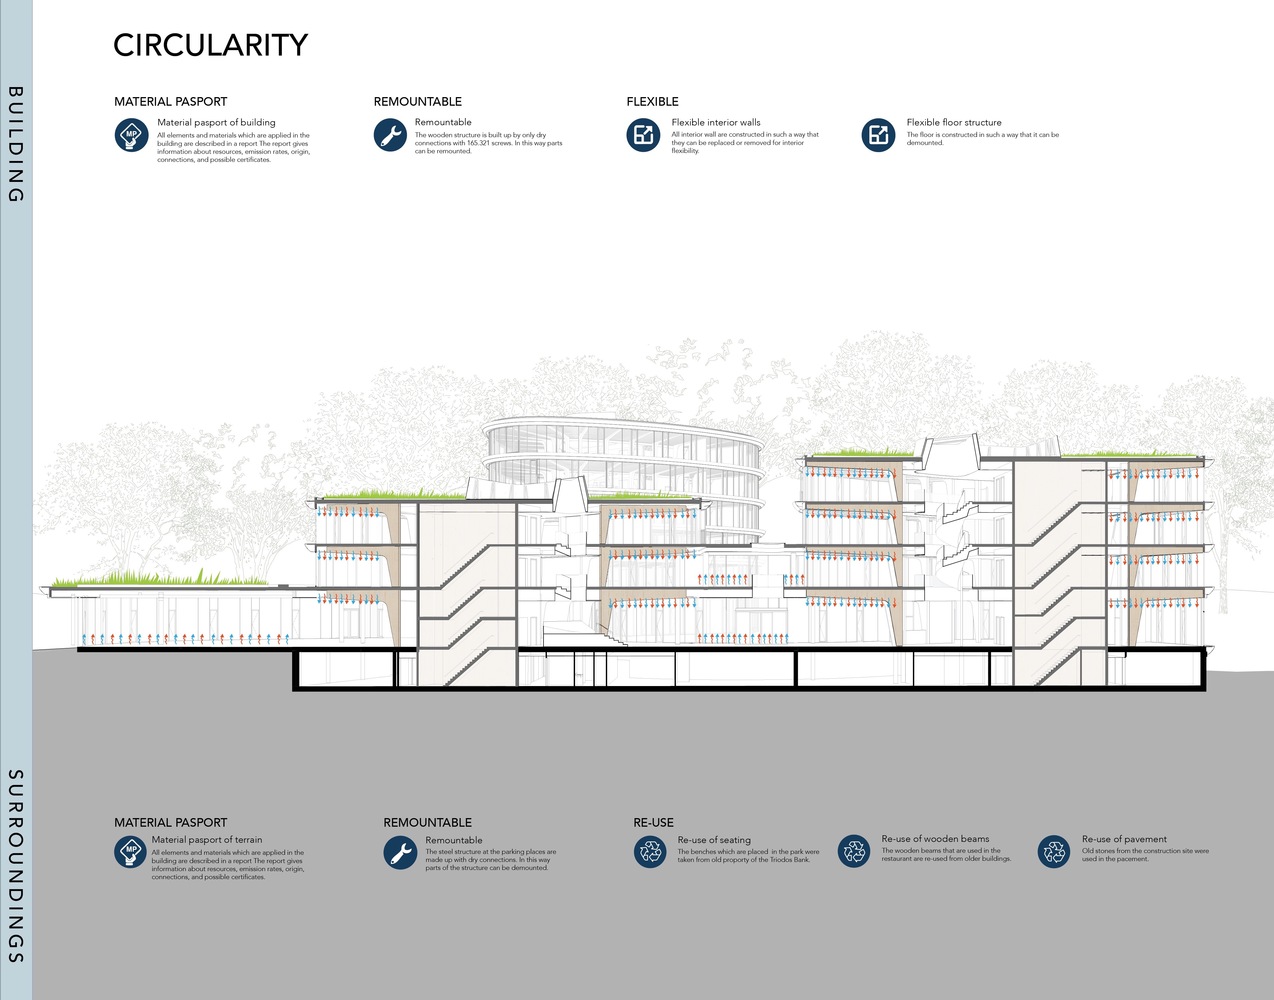 CIRCULARITY
BUILDING
MATERIAL PASPORT
MP
Material pasport of building
All elements and materials which are applied in the
building are described in a report The report gives
information about resources, emission rates, origin,
connections, and possible certificates.
REMOUNTABLE
Remountable
The wooden structure is built up by only dry
connections with 165.321 screws. In this way parts
can be remounted.
FLEXIBLE
Flexible interior walls
All interior wall are constructed in such a way that
they can be replaced or removed for interior
flexibility.
Flexible floor structure
The floor is constructed in such a way that it can be
demounted.
SURROUNDINGS
MATERIAL PASPORT
MP
Material pasport of terrain
All elements and materials which are applied in the
building are described in a report The report gives
information about resources, emission rates, origin,
connections, and possible certificates.
REMOUNTABLE
Remountable
The steel structure at the parking places are
made up with dry connections. In this way
parts of the structure can be demounted.
RE-USE
Re-use of seating
The benches which are placed in the park were
taken from old property of the Triodos Bank.
Re-use of wooden beams
The wooden beams that are used in the
restaurant are re-used from older buildings.
Re-use of pavement
Old stones from the construction site were
used in the pacement.